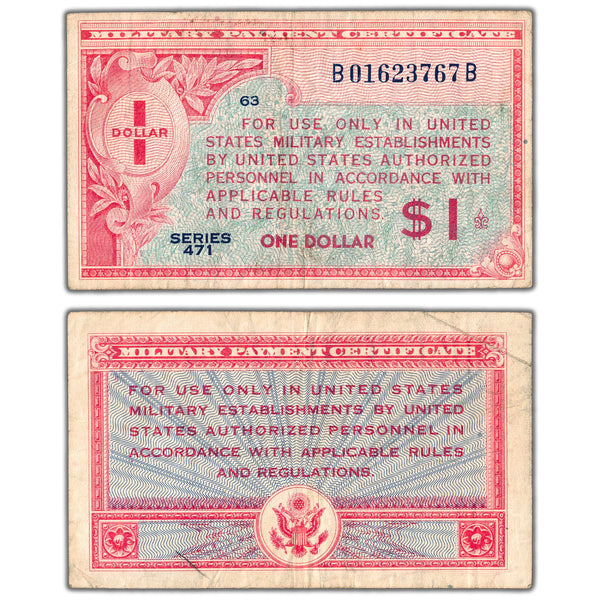 MILITARY PAYMENT CERTIFICATE
B01623767B
63
1
DOLLAR
FOR USE ONLY IN UNITED
STATES MILITARY ESTABLISHMENTS
BY UNITED STATES AUTHORIZED
PERSONNEL IN ACCORDANCE WITH
APPLICABLE RULES
AND REGULATIONS.
$1
SERIES
471
ONE DOLLAR
MILITARY PAYMENT CERTIFICATE
FOR USE ONLY IN UNITED STATES
MILITARY ESTABLISHMENTS BY UNITED
STATES AUTHORIZED PERSONNEL IN
ACCORDANCE WITH APPLICABLE RULES
AND REGULATIONS.